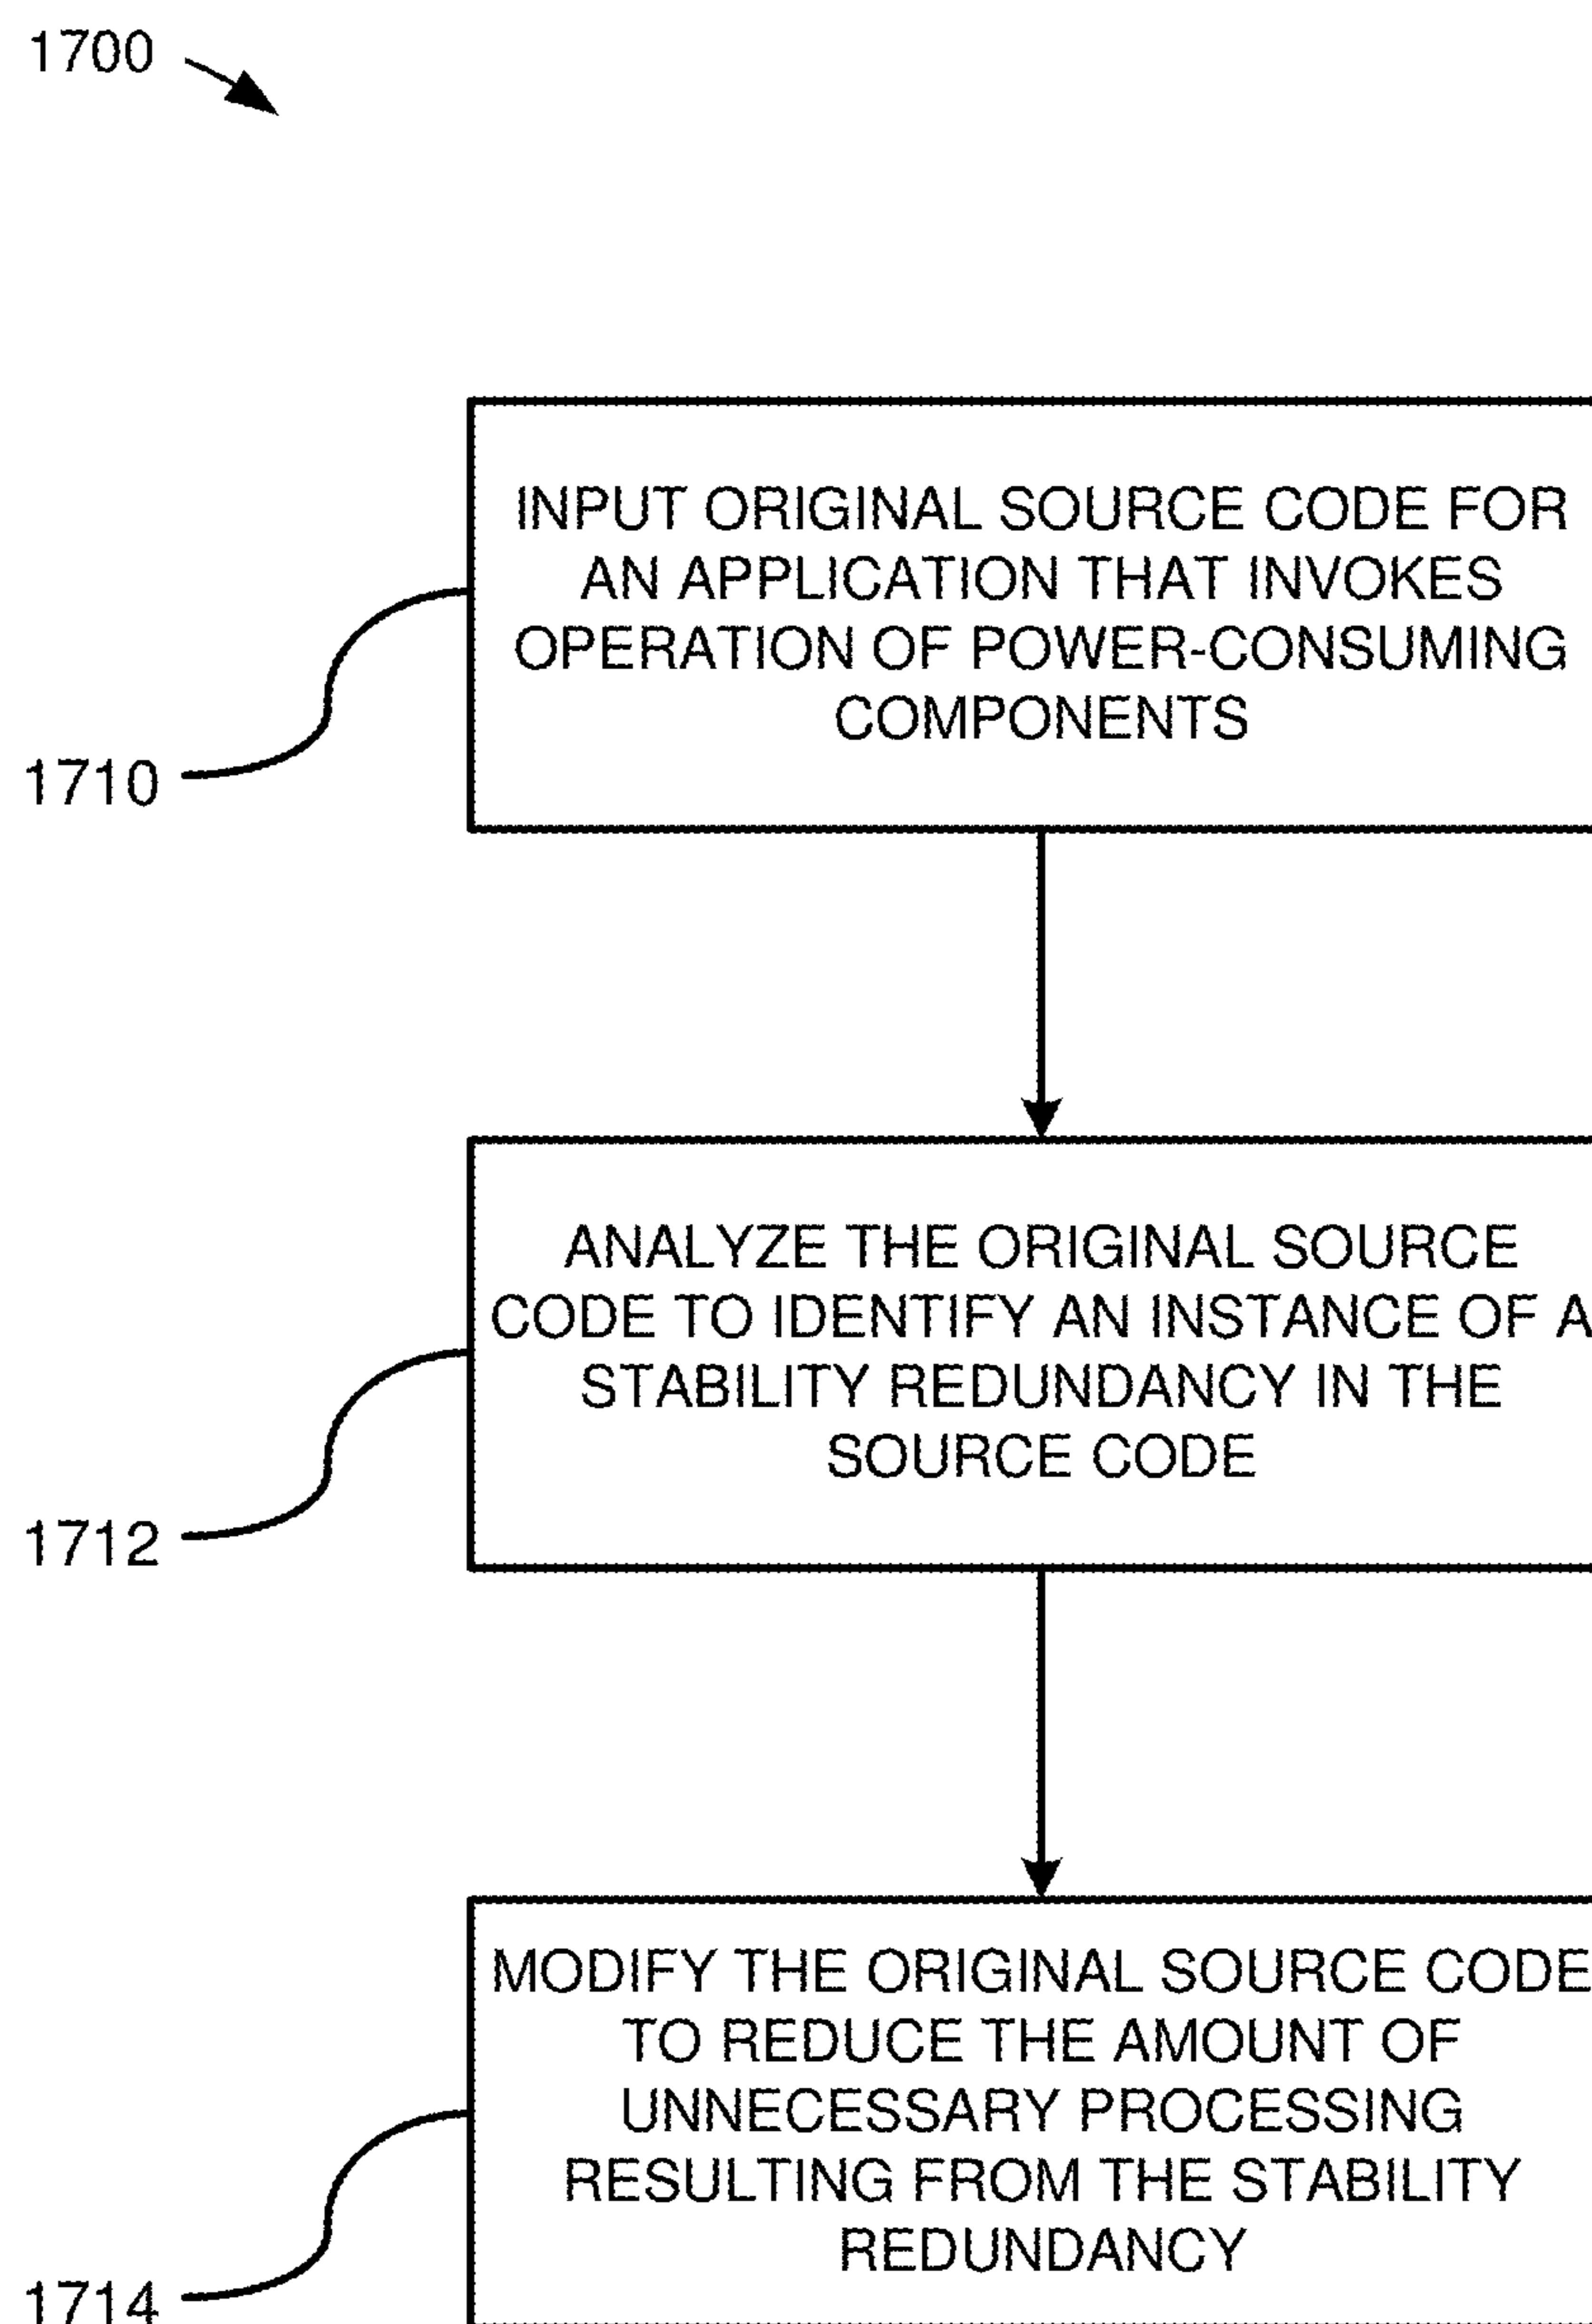 1700
INPUT ORIGINAL SOURCE CODE FOR
AN APPLICATION THAT INVOKES
OPERATION OF POWER-CONSUMING
COMPONENTS
1710
ANALYZE THE ORIGINAL SOURCE
CODE TO IDENTIFY AN INSTANCE OF A
STABILITY REDUNDANCY IN THE
SOURCE CODE
1712
MODIFY THE ORIGINAL SOURCE CODE
TO REDUCE THE AMOUNT OF
UNNECESSARY PROCESSING
RESULTING FROM THE STABILITY
REDUNDANCY
1714